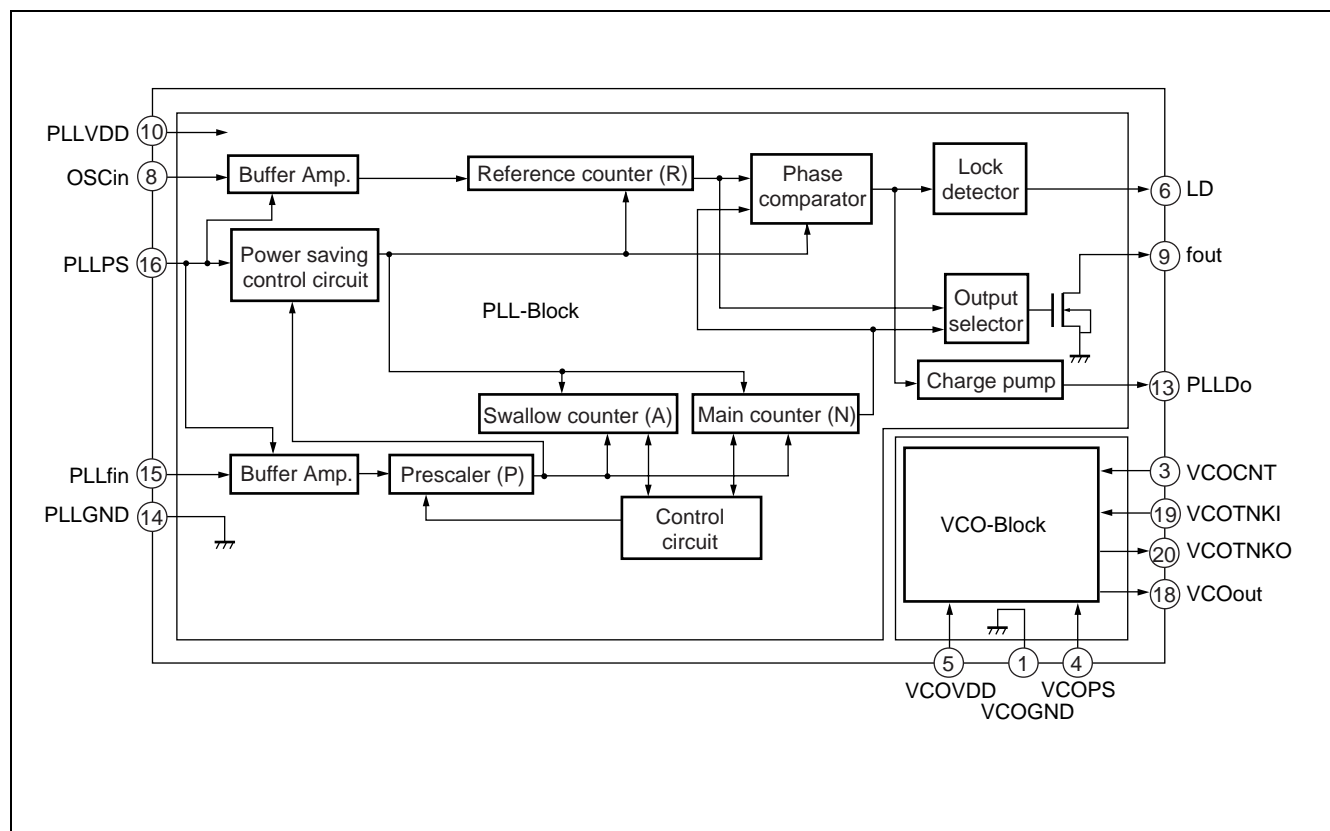 PLLVDD
10
OSCin
8
Buffer Amp.
Reference counter (R)
Phase
comparator
Lock
detector
6
LD
PLLPS
16
Power saving
control circuit
9
fout
PLL-Block
Output
selector
Charge pump
13
PLLDo
Swallow counter (A)
Main counter (N)
PLLfin
15
Buffer Amp.
Prescaler (P)
PLLGND
14
Control
circuit
VCO-Block
3
VCOCNT
19
VCOTNKI
20
VCOTNKO
18
VCOout
5
1
4
VCOVDD
VCOPS
VCOGND